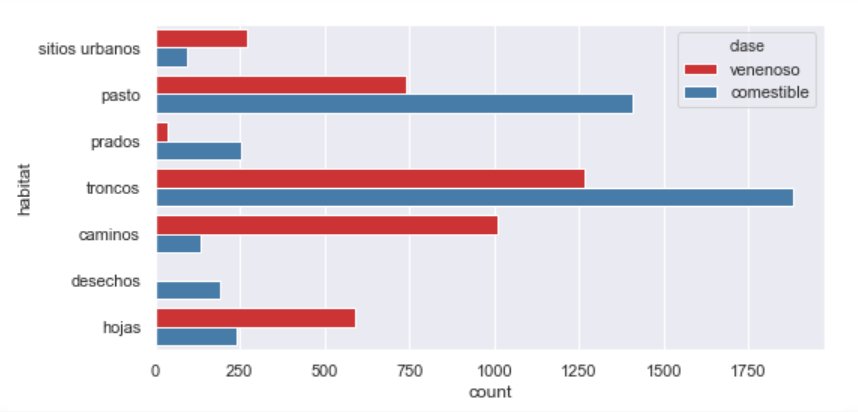 clase
venenoso
comestible
habitat
sitios urbanos
pasto
prados
troncos
caminos
desechos
hojas
0 250 500 750 1000 1250 1500 1750
count